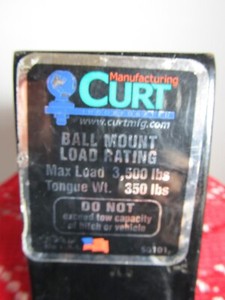 Manufacturing
CURT
www.curtmfg.com
BALL MOUNT
LOAD RATING
Max Load 3,500 lbs
Tongue Wt. 350 lbs
DO NOT
exceed tow capacity
of hitch or vehicle